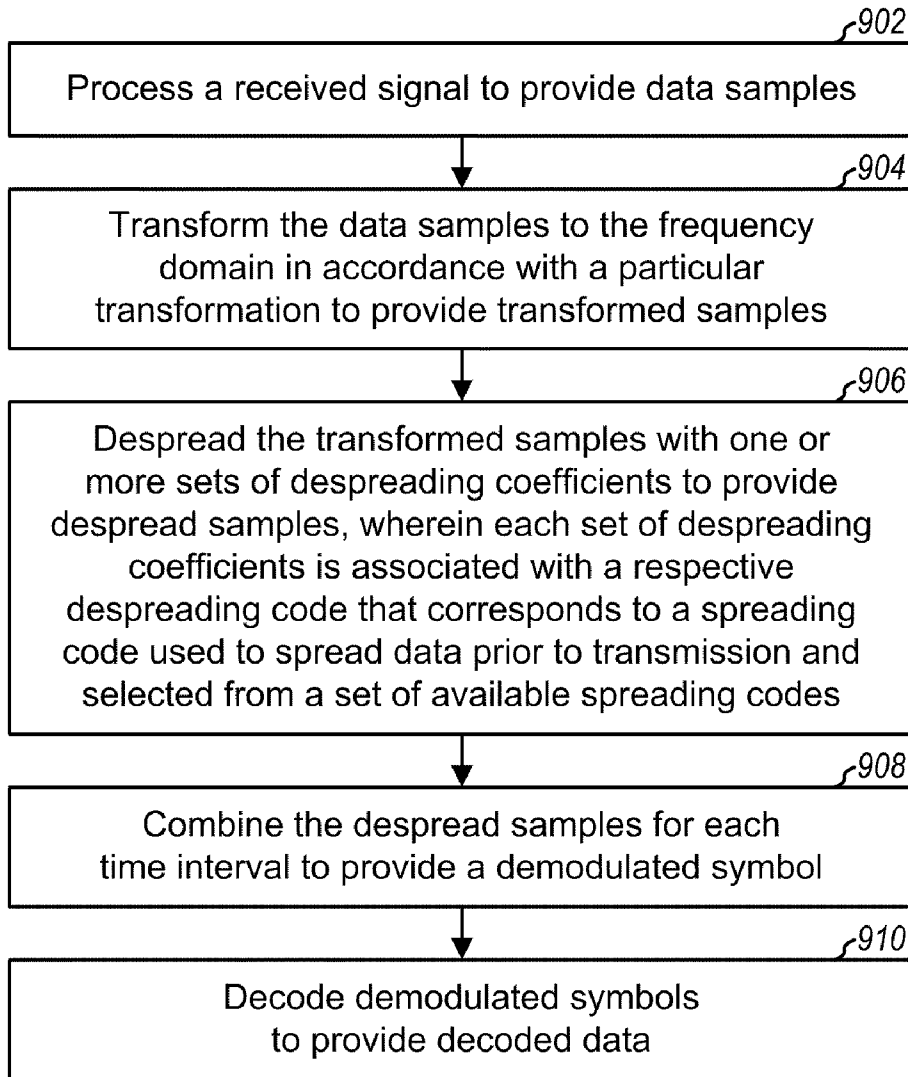 902
Process a received signal to provide data samples
904
Transform the data samples to the frequency
domain in accordance with a particular
transformation to provide transformed samples
906
Despread the transformed samples with one or
more sets of despreading coefficients to provide
despread samples, wherein each set of despreading
coefficients is associated with a respective
despreading code that corresponds to a spreading
code used to spread data prior to transmission and
selected from a set of available spreading codes
908
Combine the despread samples for each
time interval to provide a demodulated symbol
910
Decode demodulated symbols
to provide decoded data